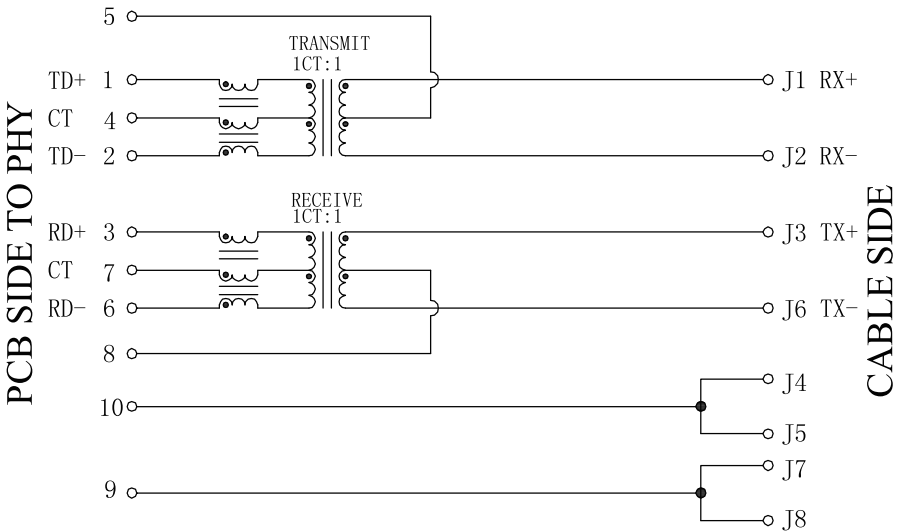 5
TRANSMIT
1CT:1
TD+ 1
J1 RX+
CT 4
TD- 2
J2 RX-
PCB SIDE TO PHY
RECEIVE
1CT:1
RD+ 3
J3 TX+
CT 7
RD- 6
J6 TX-
CABLE SIDE
8
J4
10
J5
J7
9
J8